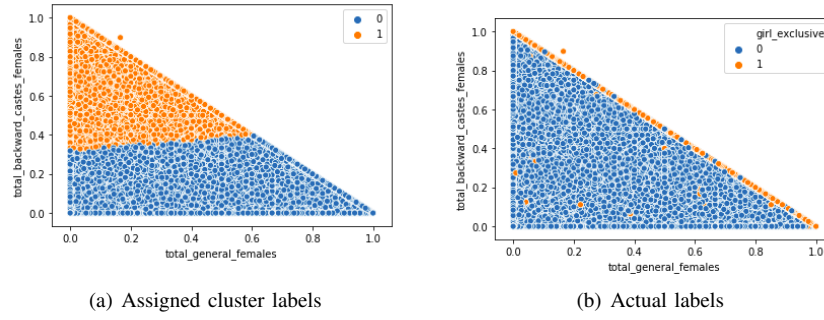 0
1
1.0
0.8
0.6
0.4
0.2
0.0
total_backward_castes_females
0.0 0.2 0.4 0.6 0.8 1.0
total_general_females
(a) Assigned cluster labels
girl_exclusive
0
1
1.0
0.8
0.6
0.4
0.2
0.0
total_backward_castes_females
0.0 0.2 0.4 0.6 0.8 1.0
total_general_females
(b) Actual labels